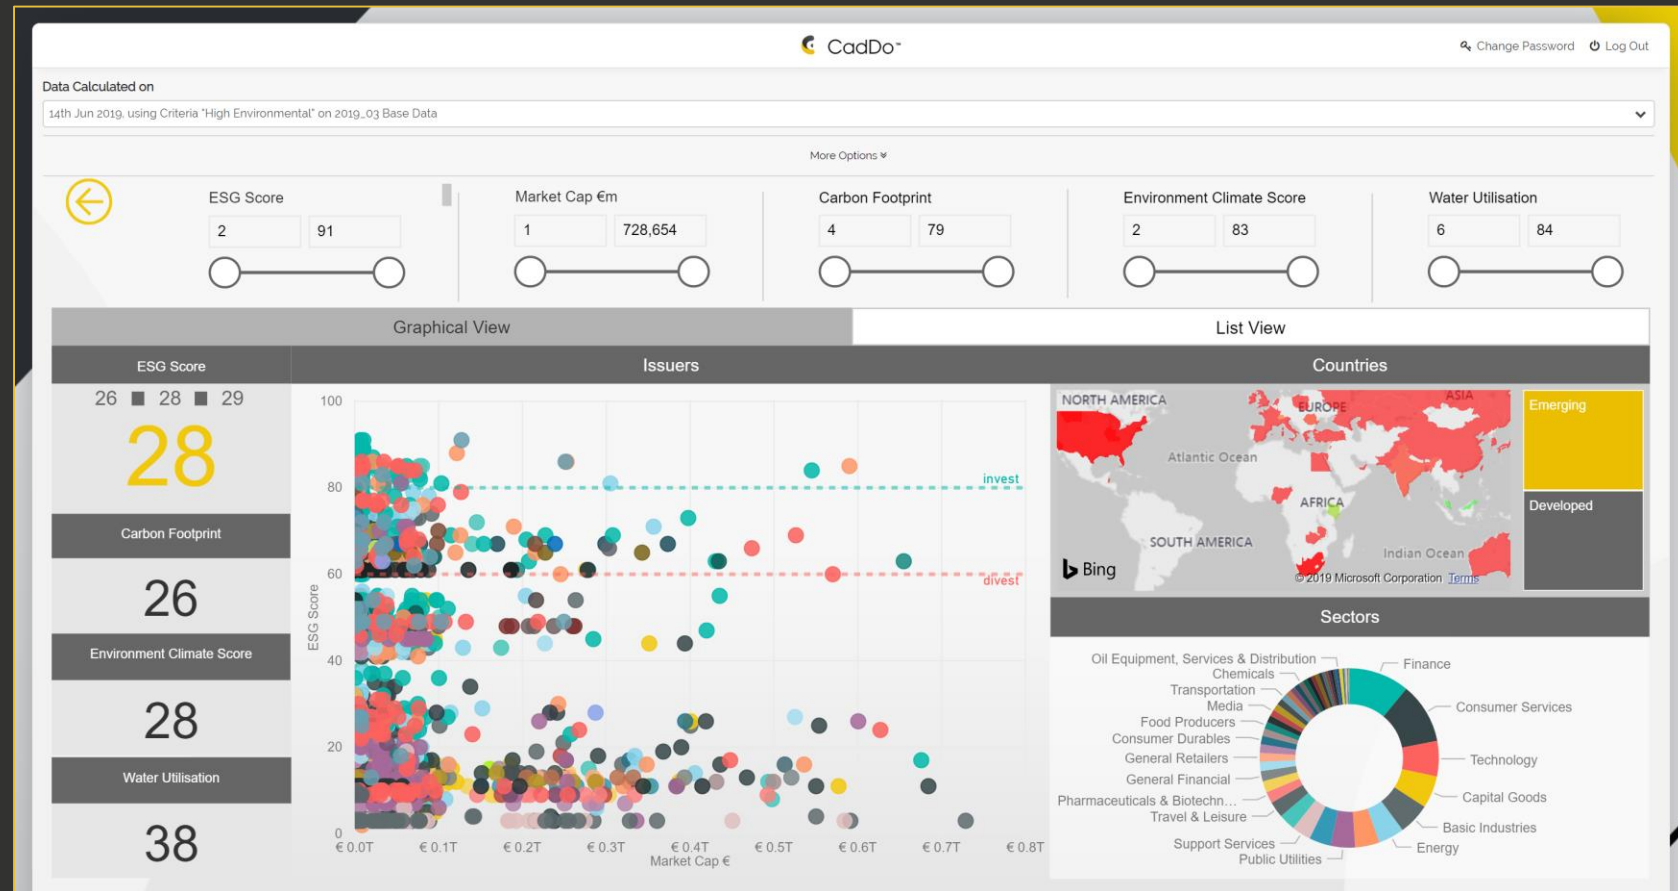 CadDo™
Change Password Log Out
Data Calculated on
14th Jun 2019, using Criteria "High Environmental" on 2019_03 Base Data
More Options
ESG Score
2 91
Market Cap €m
1 728,654
Carbon Footprint
4 79
Environment Climate Score
2 83
Water Utilisation
6 84
Graphical View
List View
ESG Score
26 28 29
28
Carbon Footprint
26
Environment Climate Score
28
Water Utilisation
38
Issuers
ESG Score
100
80
60
40
20
0
invest
divest
€ 0.0T € 0.1T € 0.2T € 0.3T € 0.4T € 0.5T € 0.6T € 0.7T € 0.8T
Market Cap €
Countries
NORTH AMERICA
EUROPE
ASIA
Atlantic Ocean
AFRICA
SOUTH AMERICA
Indian Ocean
Bing
© 2019 Microsoft Corporation Terms
Emerging
Developed
Sectors
Oil Equipment, Services & Distribution
Chemicals
Transportation
Media
Food Producers
Consumer Durables
General Retailers
General Financial
Pharmaceuticals & Biotechn...
Travel & Leisure
Support Services
Public Utilities
Finance
Consumer Services
Technology
Capital Goods
Basic Industries
Energy